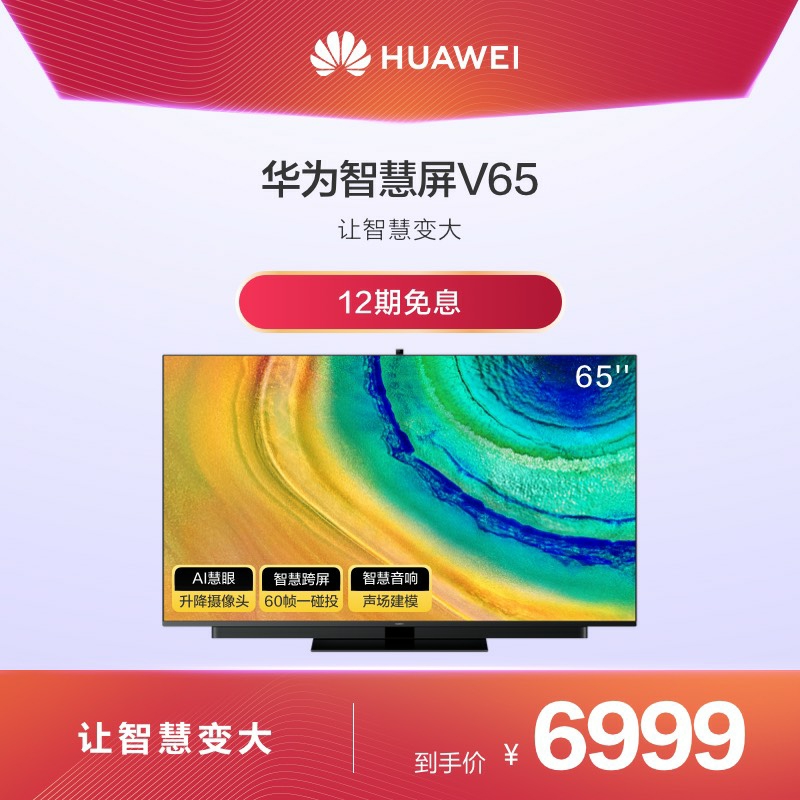 HUAWEI
华为智慧屏V65
让智慧变大
12期免息
65''
AI慧眼 智慧跨屏 智慧音响
升降摄像头 60帧一碰投 声场建模
让智慧变大
到手价 ¥ 6999